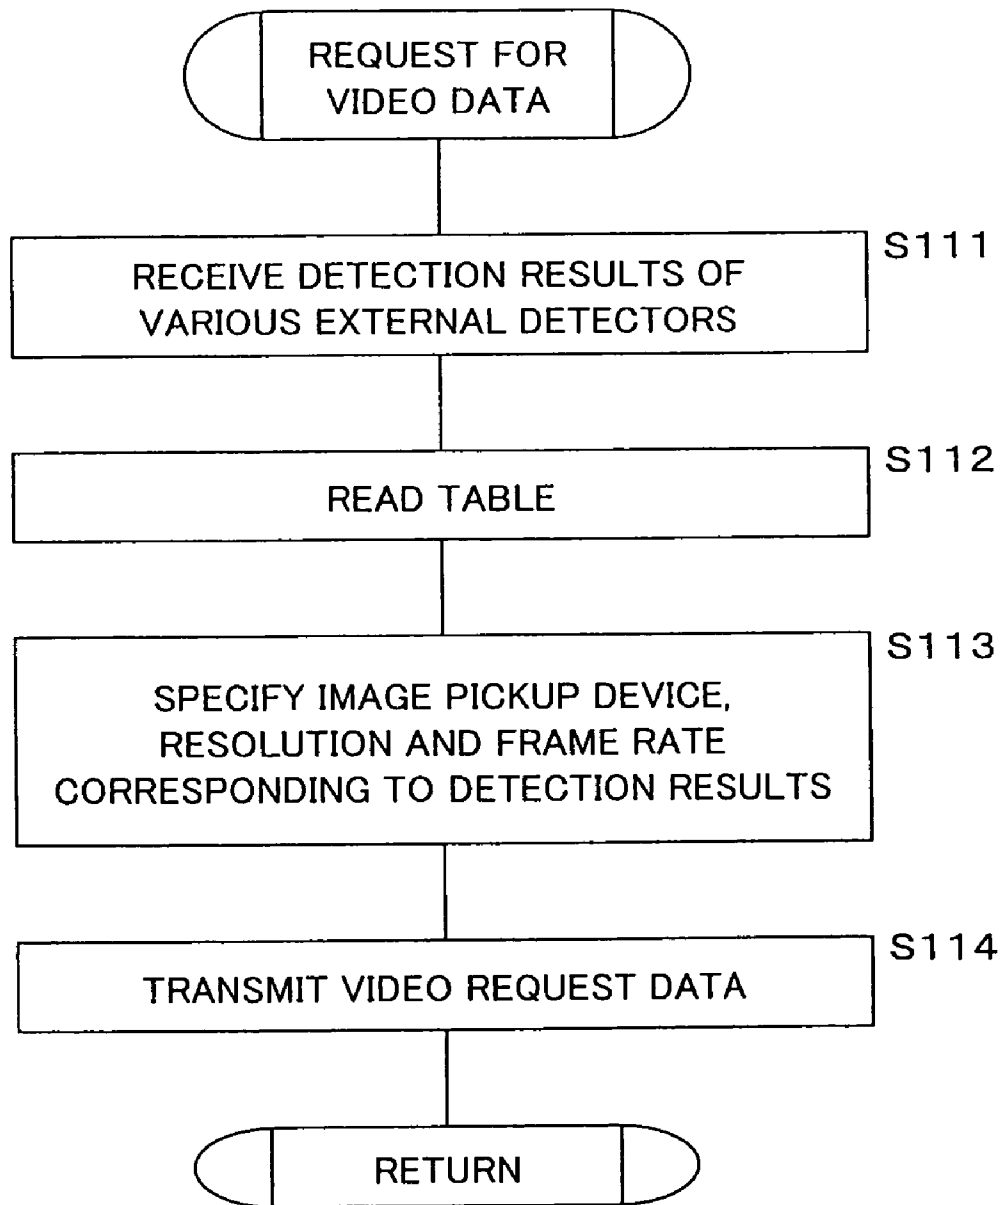 REQUEST FOR
VIDEO DATA
S111
RECEIVE DETECTION RESULTS OF
VARIOUS EXTERNAL DETECTORS
S112
READ TABLE
S113
SPECIFY IMAGE PICKUP DEVICE,
RESOLUTION AND FRAME RATE
CORRESPONDING TO DETECTION RESULTS
S114
TRANSMIT VIDEO REQUEST DATA
RETURN